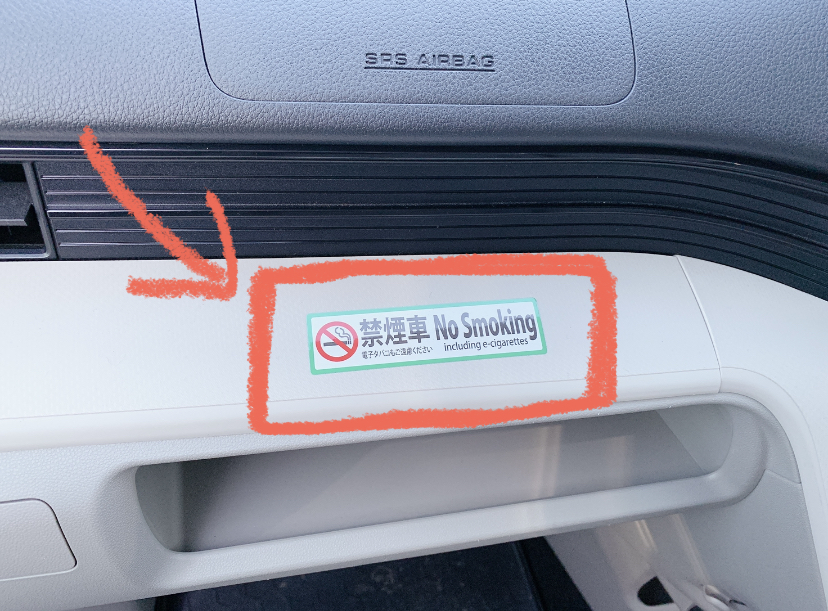 SRS AIRBAG
禁煙車 No Smoking
電子タバコもご遠慮ください including e-cigarettes